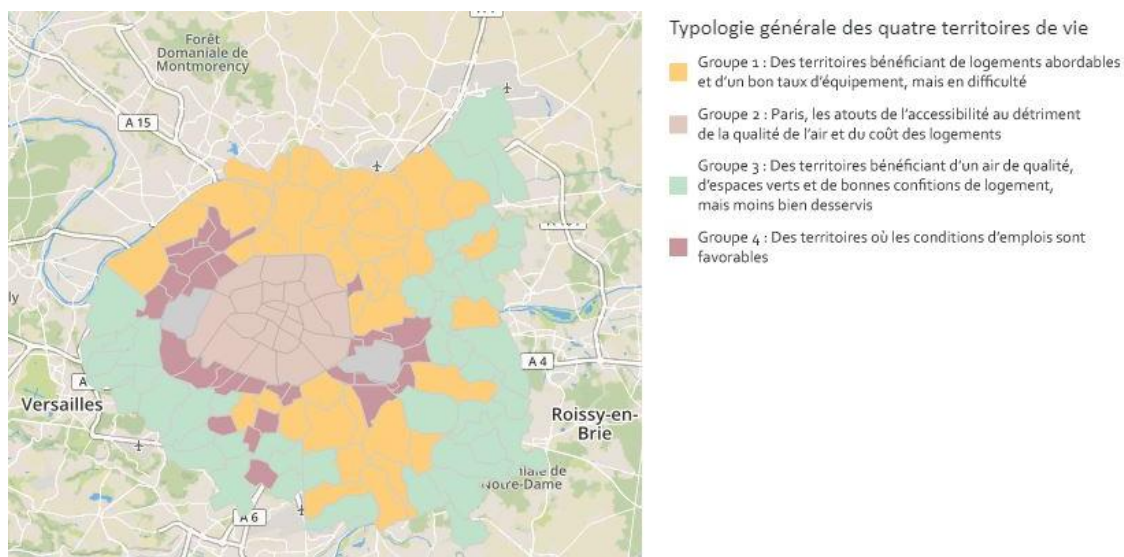 Forêt
Domaniale de
Montmorency
A 15
Versailles
A 4
Roissy-en-
Brie
Notre-Dame
A 6
Typologie générale des quatre territoires de vie
Groupe 1 : Des territoires bénéficiant de logements abordables
et d'un bon taux d'équipement, mais en difficulté
Groupe 2 : Paris, les atouts de l'accessibilité au détriment
de la qualité de l'air et du coût des logements
Groupe 3 : Des territoires bénéficiant d'un air de qualité,
d'espaces verts et de bonnes confitions de logement,
mais moins bien desservis
Groupe 4 : Des territoires où les conditions d'emplois sont
favorables